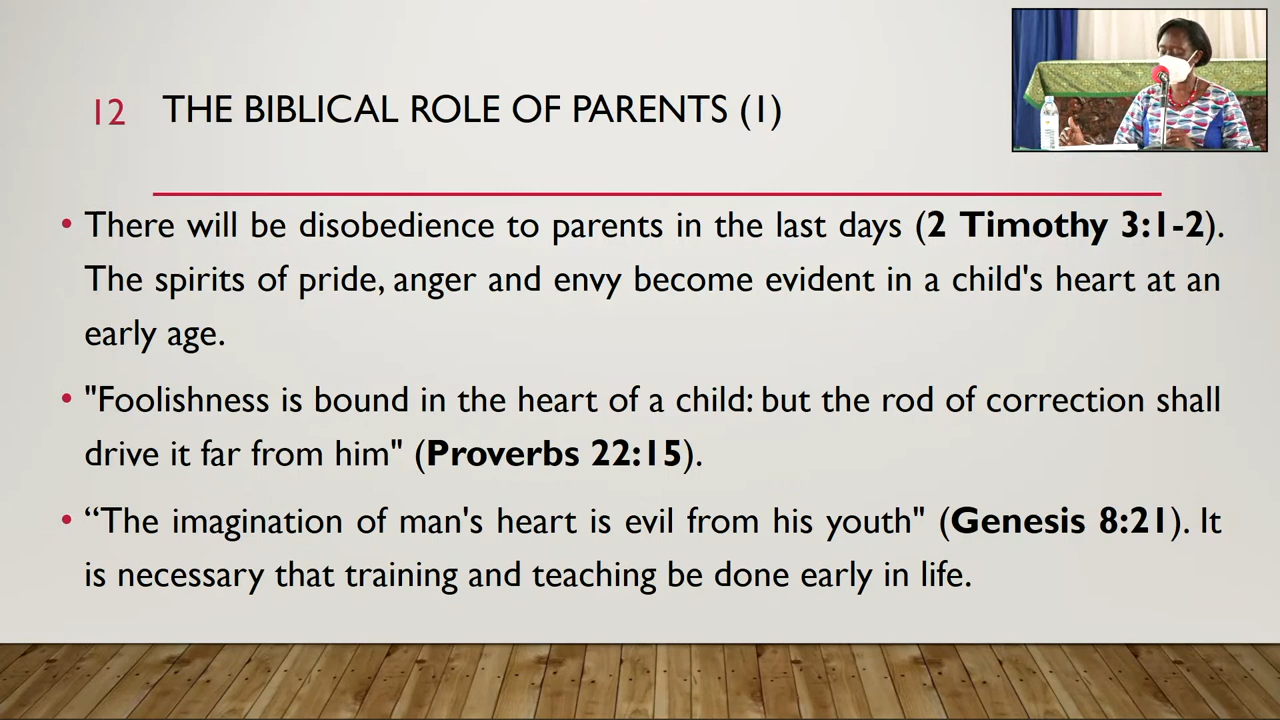 12 THE BIBLICAL ROLE OF PARENTS (1)
• There will be disobedience to parents in the last days (2 Timothy 3:1-2).
The spirits of pride, anger and envy become evident in a child's heart at an
early age.
• "Foolishness is bound in the heart of a child: but the rod of correction shall
drive it far from him" (Proverbs 22:15).
• “The imagination of man's heart is evil from his youth" (Genesis 8:21). It
is necessary that training and teaching be done early in life.